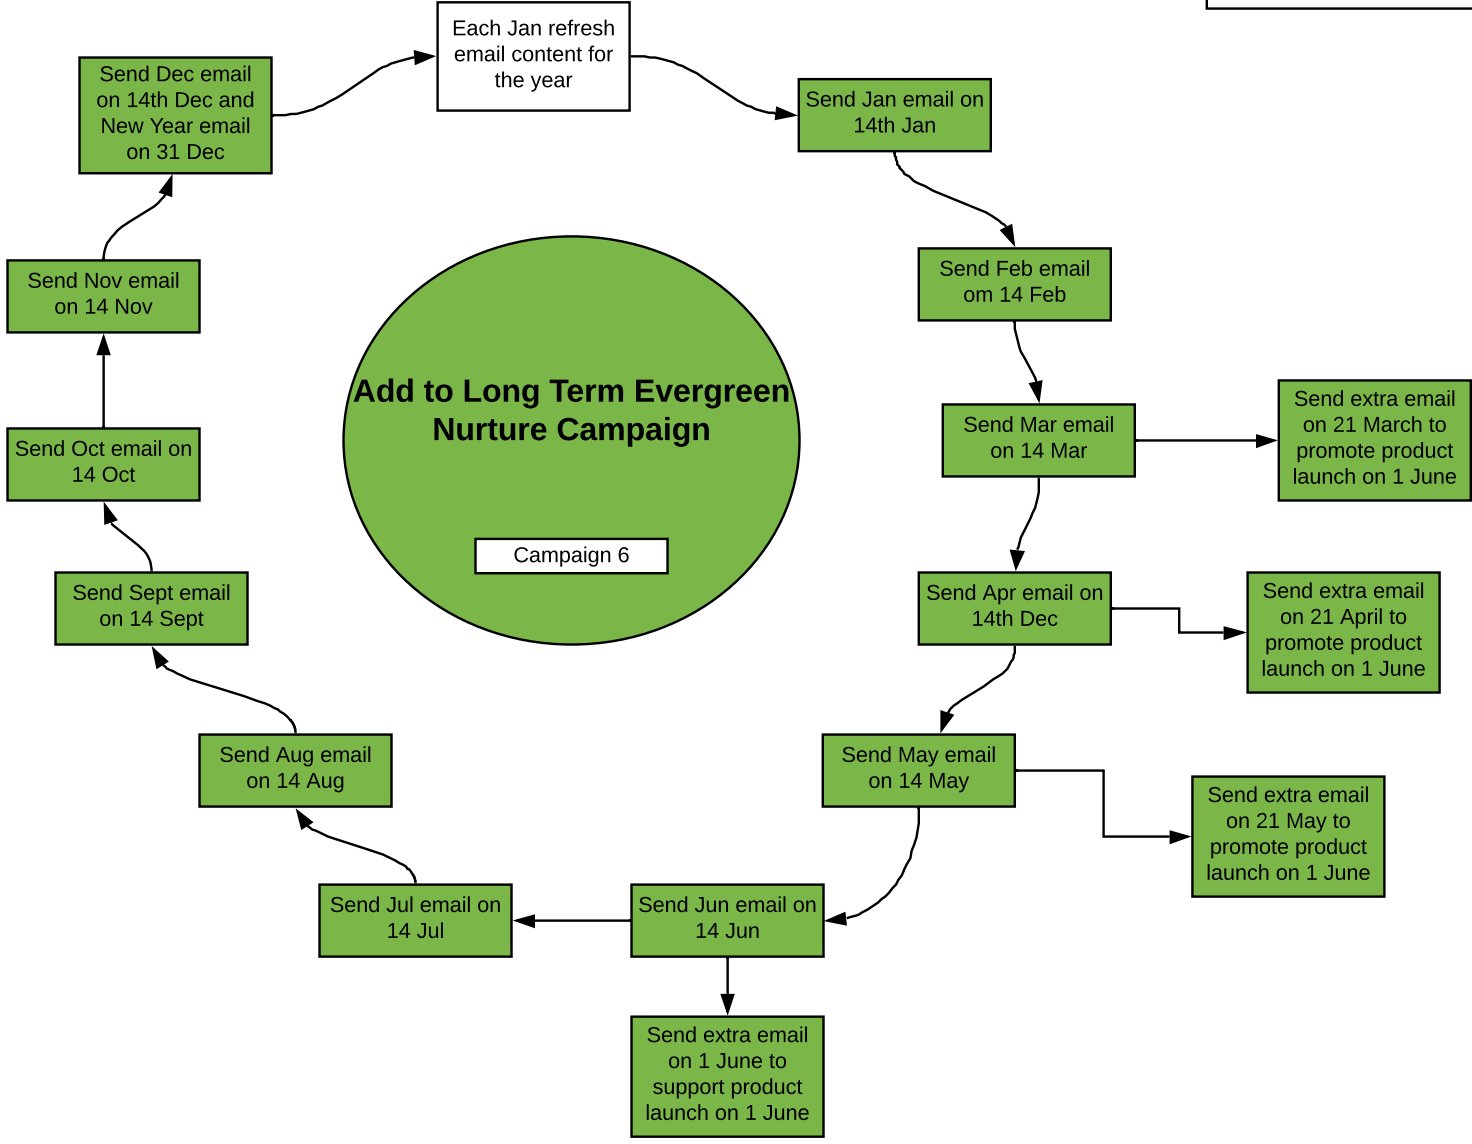 Each Jan refresh
email content for
the year
Send Jan email on
14th Jan
Send Feb email
om 14 Feb
Send Mar email
on 14 Mar
Send extra email
on 21 March to
promote product
launch on 1 June
Send Apr email on
14th Dec
Send extra email
on 21 April to
promote product
launch on 1 June
Send May email
on 14 May
Send extra email
on 21 May to
promote product
launch on 1 June
Send Jun email on
14 Jun
Send extra email
on 1 June to
support product
launch on 1 June
Send Jul email on
14 Jul
Send Aug email
on 14 Aug
Send Sept email
on 14 Sept
Send Oct email on
14 Oct
Send Nov email
on 14 Nov
Send Dec email
on 14th Dec and
New Year email
on 31 Dec
Add to Long Term Evergreen
Nurture Campaign
Campaign 6